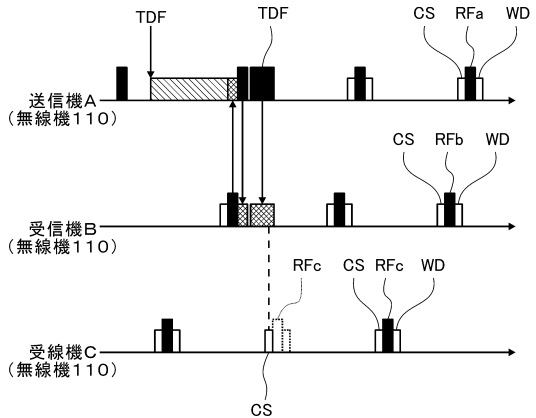 TDF
TDF
CS RFa WD
送信機A
(無線機110)
CS RFb WD
受信機B
(無線機110)
RFc CS RFc WD
受線機C
(無線機110)
CS